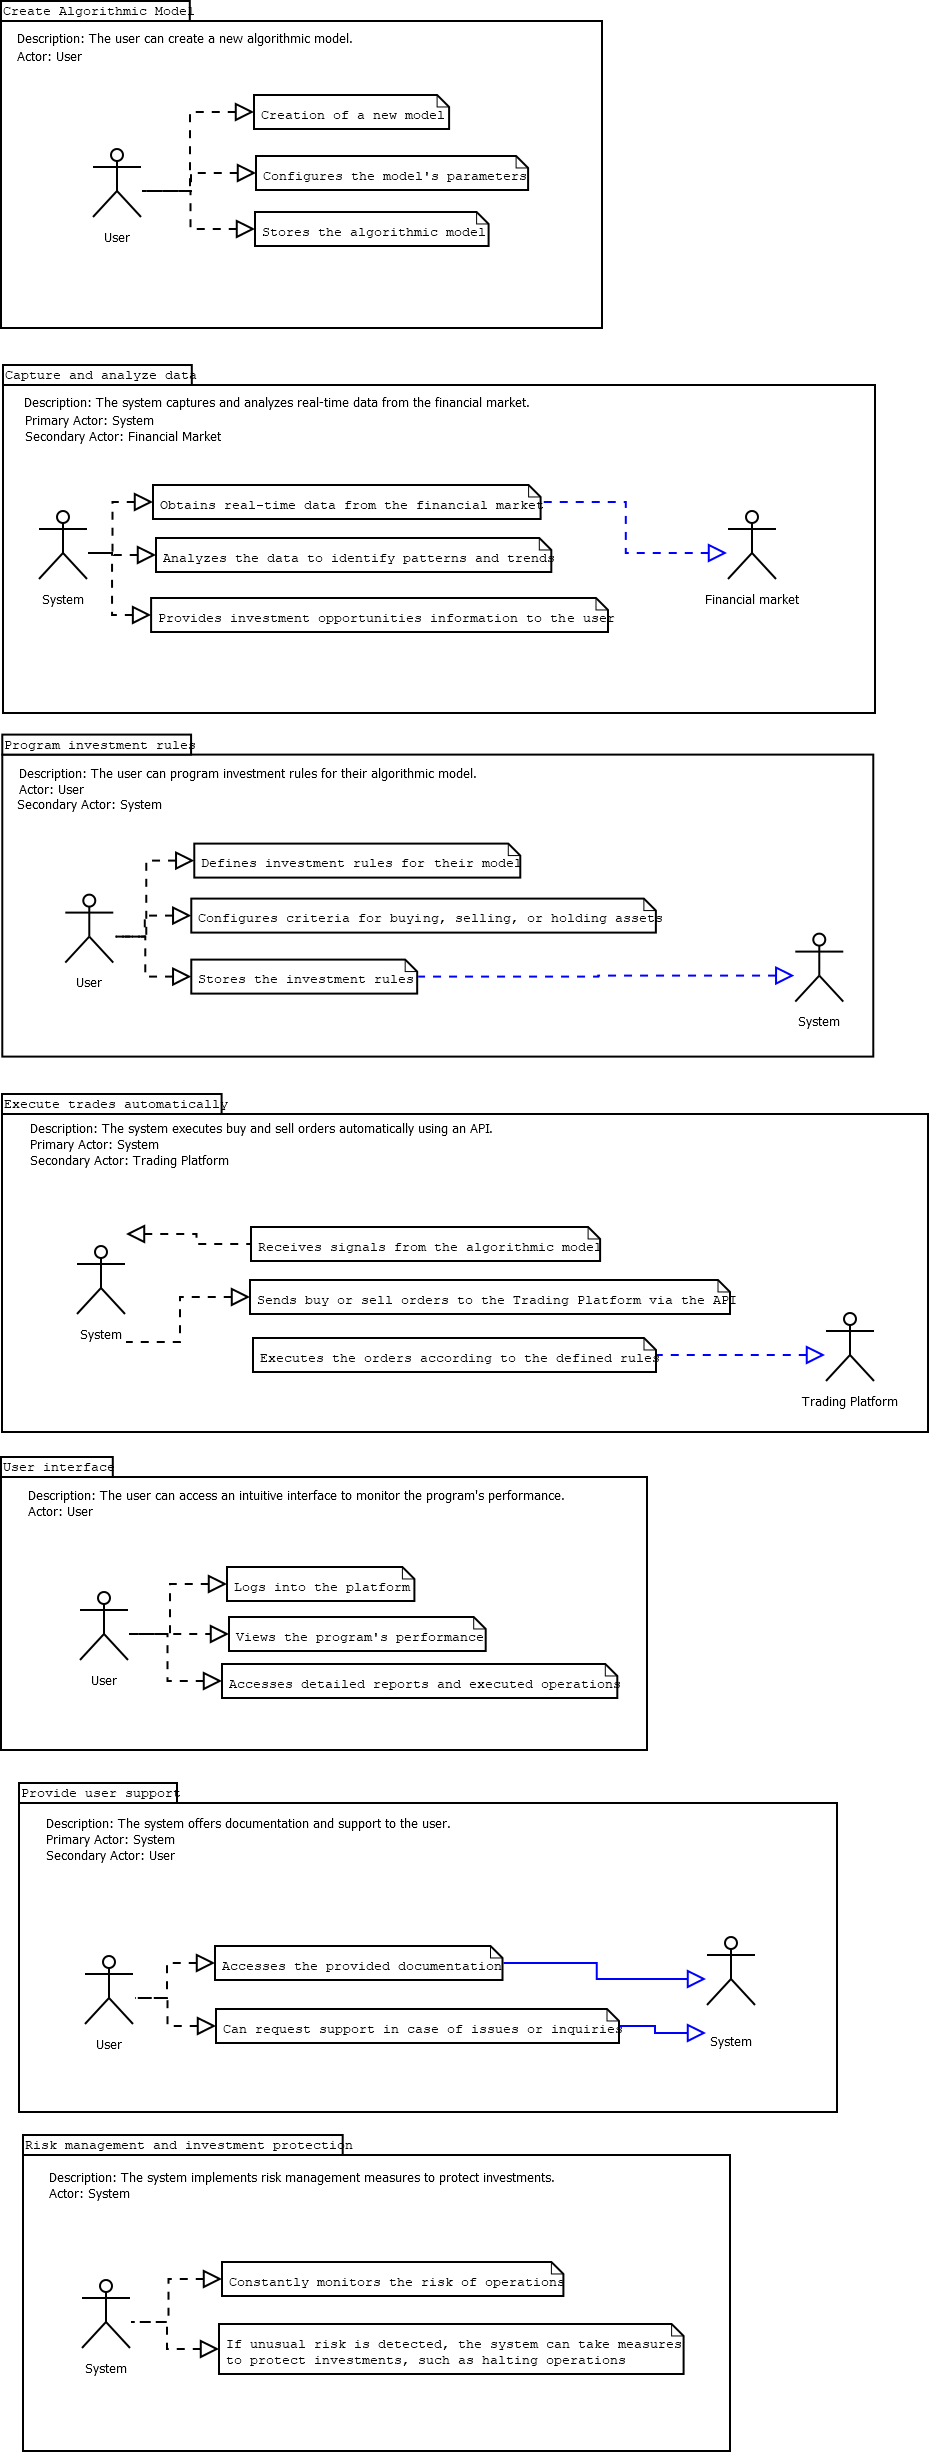 Create Algorithmic Model
Description: The user can create a new algorithmic model.
Actor: User
Creation of a new model
Configures the model's parameters
Stores the algorithmic model
User
Capture and analyze data
Description: The system captures and analyzes real-time data from the financial market.
Primary Actor: System
Secondary Actor: Financial Market
Obtains real-time data from the financial market
Analyzes the data to identify patterns and trends
System
Financial market
Provides investment opportunities information to the user
Program investment rules
Description: The user can program investment rules for their algorithmic model.
Actor: User
Secondary Actor: System
Defines investment rules for their model
Configures criteria for buying, selling, or holding assets
Stores the investment rules
User
System
Execute trades automatically
Description: The system executes buy and sell orders automatically using an API.
Primary Actor: System
Secondary Actor: Trading Platform
Receives signals from the algorithmic model
Sends buy or sell orders to the Trading Platform via the API
System
Executes the orders according to the defined rules
Trading Platform
User interface
Description: The user can access an intuitive interface to monitor the program's performance.
Actor: User
Logs into the platform
Views the program's performance
User
Accesses detailed reports and executed operations
Provide user support
Description: The system offers documentation and support to the user.
Primary Actor: System
Secondary Actor: User
Accesses the provided documentation
Can request support in case of issues or inquiries
User
System
Risk management and investment protection
Description: The system implements risk management measures to protect investments.
Actor: System
Constantly monitors the risk of operations
If unusual risk is detected, the system can take measures
to protect investments, such as halting operations
System